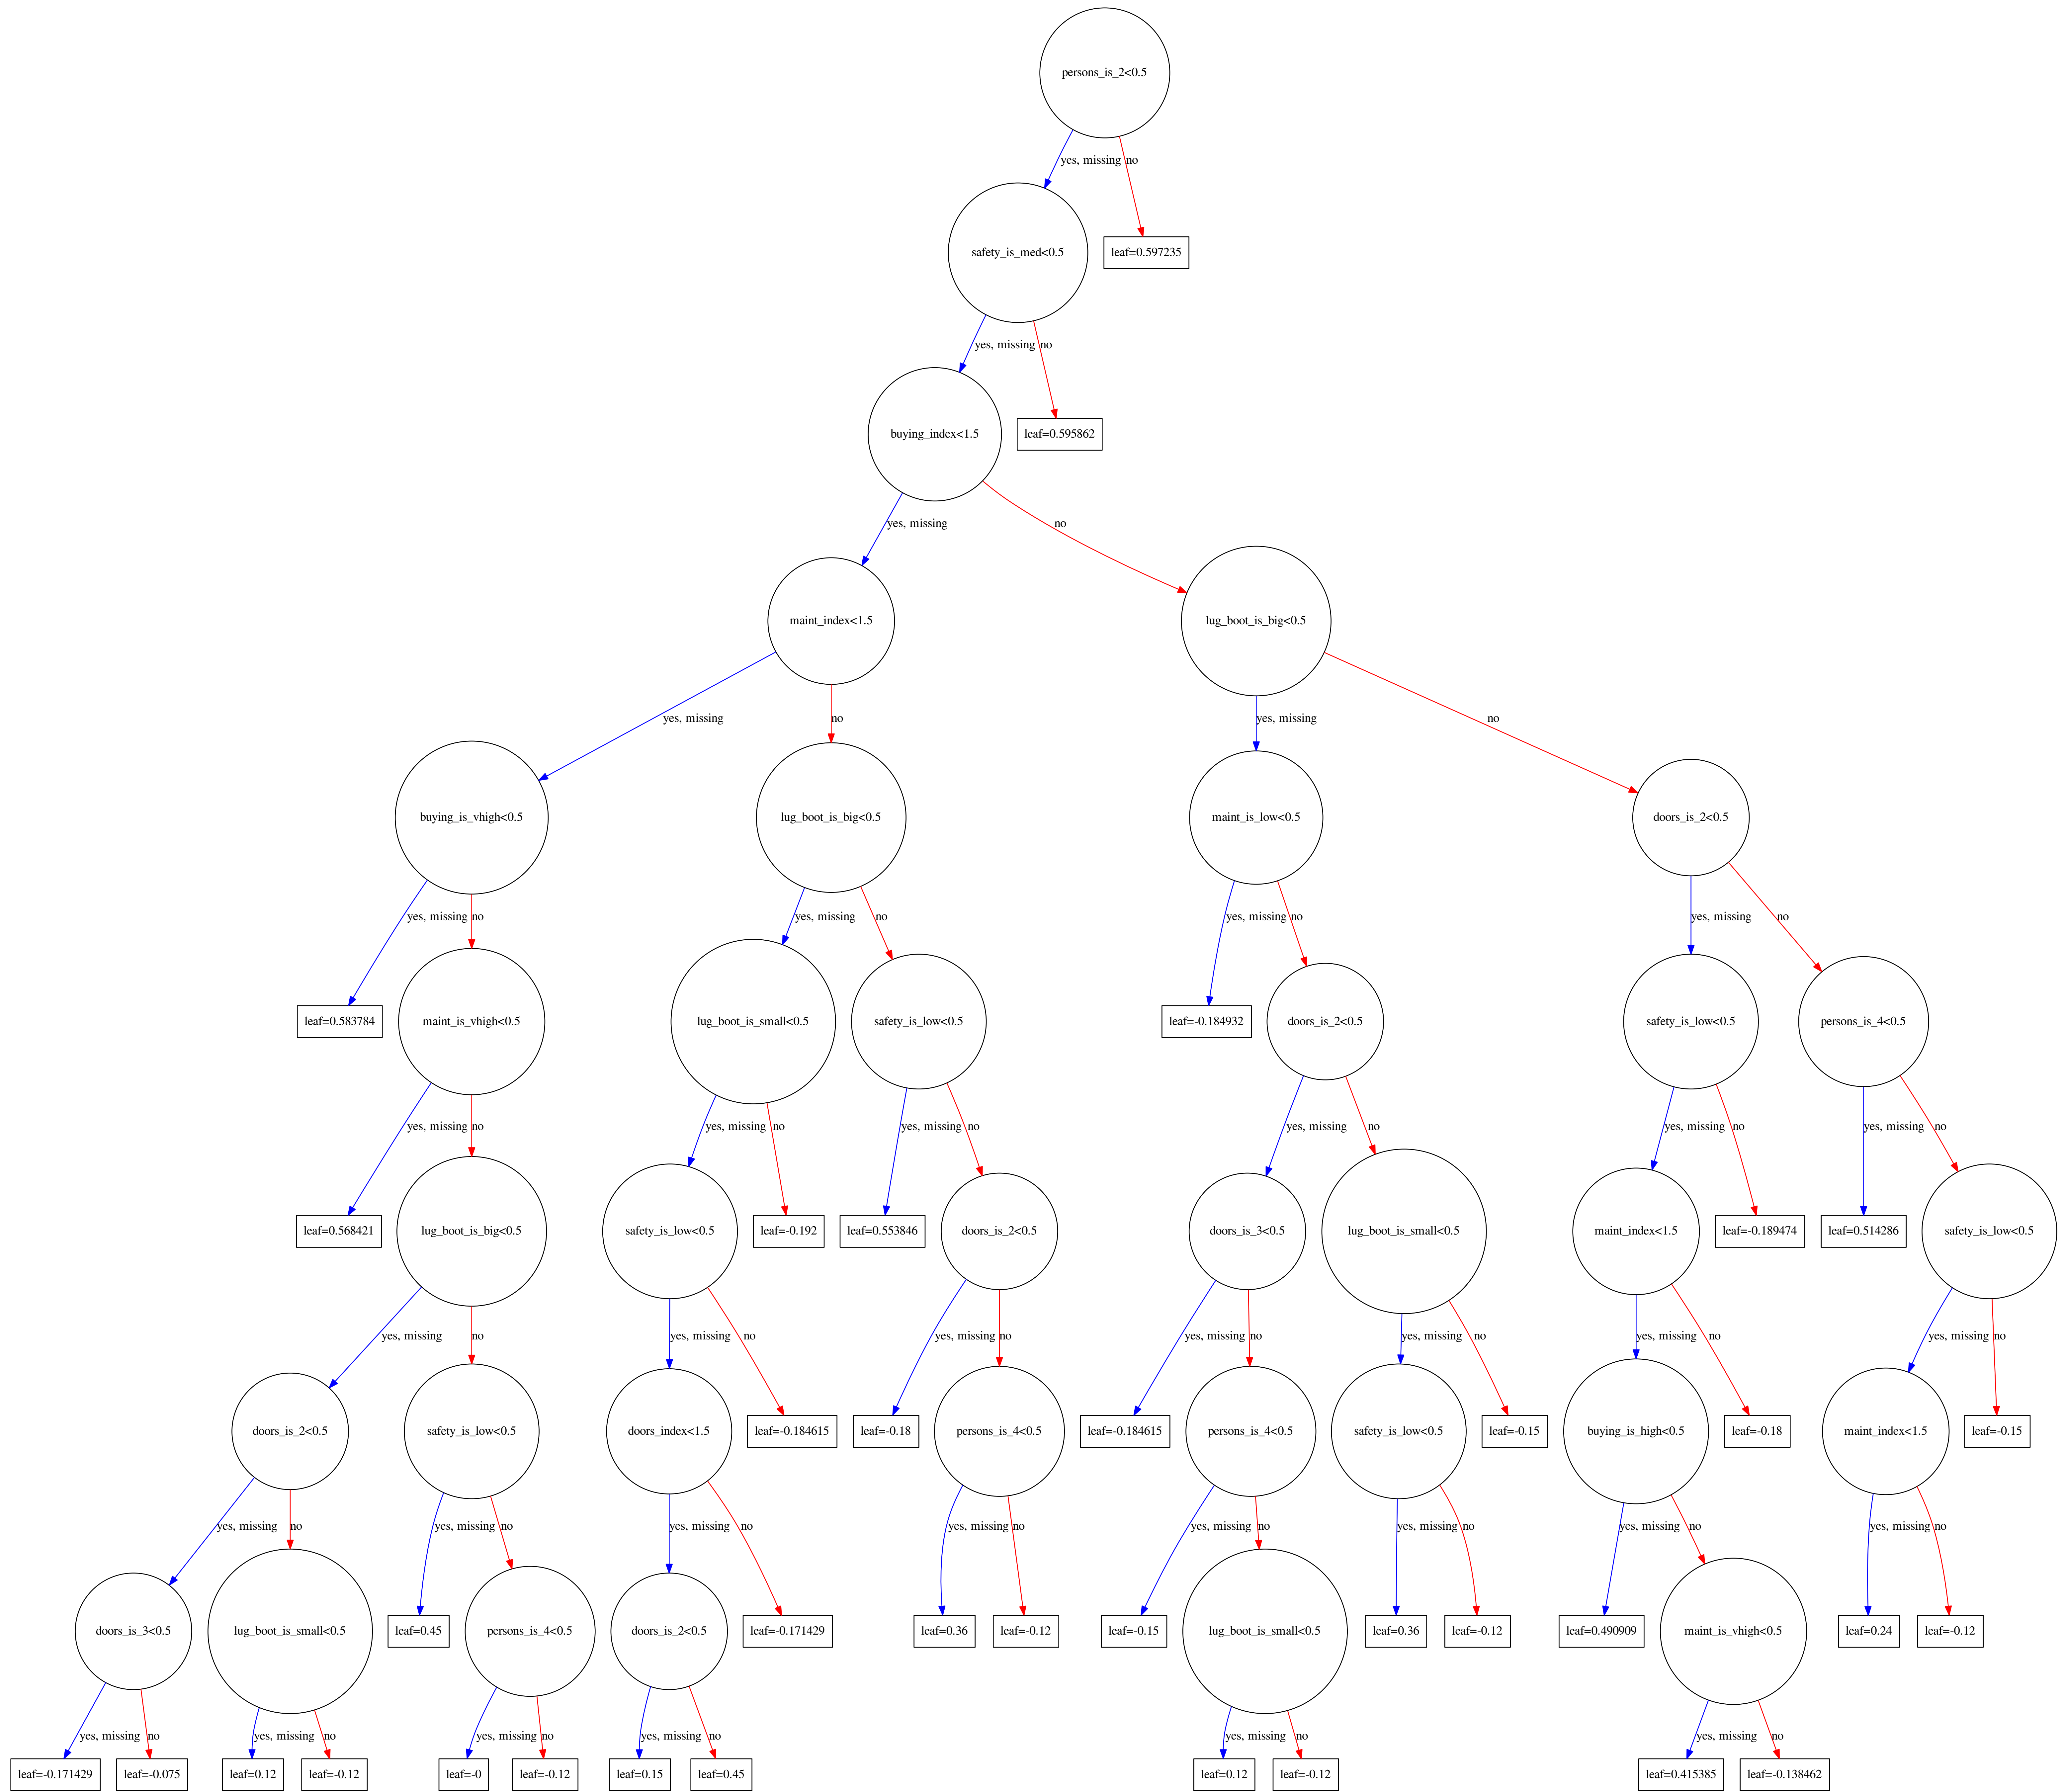 persons_is_2<0.5
yes, missing
no
safety_is_med<0.5
leaf=0.597235
yes, missing
no
buying_index<1.5
leaf=0.595862
yes, missing
no
maint_index<1.5
lug_boot_is_big<0.5
yes, missing
no
yes, missing
no
buying_is_vhigh<0.5
lug_boot_is_big<0.5
maint_is_low<0.5
doors_is_2<0.5
yes, missing
no
yes, missing
no
yes, missing
no
yes, missing
no
leaf=0.583784
maint_is_vhigh<0.5
lug_boot_is_small<0.5
safety_is_low<0.5
leaf=-0.184932
doors_is_2<0.5
safety_is_low<0.5
persons_is_4<0.5
yes, missing
no
yes, missing
no
yes, missing
no
yes, missing
no
yes, missing
no
yes, missing
no
leaf=0.568421
lug_boot_is_big<0.5
safety_is_low<0.5
leaf=-0.192
leaf=0.553846
doors_is_2<0.5
doors_is_3<0.5
lug_boot_is_small<0.5
maint_index<1.5
leaf=-0.189474
leaf=0.514286
safety_is_low<0.5
yes, missing
no
yes, missing
no
yes, missing
no
yes, missing
no
yes, missing
no
yes, missing
no
yes, missing
no
doors_is_2<0.5
safety_is_low<0.5
doors_index<1.5
leaf=-0.184615
leaf=-0.18
persons_is_4<0.5
leaf=-0.184615
persons_is_4<0.5
safety_is_low<0.5
leaf=-0.15
buying_is_high<0.5
leaf=-0.18
maint_index<1.5
leaf=-0.15
yes, missing
no
yes, missing
no
yes, missing
no
yes, missing
no
yes, missing
no
yes, missing
no
yes, missing
no
yes, missing
no
doors_is_3<0.5
lug_boot_is_small<0.5
leaf=0.45
persons_is_4<0.5
doors_is_2<0.5
leaf=-0.171429
leaf=0.36
leaf=-0.12
leaf=-0.15
lug_boot_is_small<0.5
leaf=0.36
leaf=-0.12
leaf=0.490909
maint_is_vhigh<0.5
leaf=0.24
leaf=-0.12
yes, missing
no
yes, missing
no
yes, missing
no
yes, missing
no
yes, missing
no
yes, missing
no
leaf=-0.171429
leaf=-0.075
leaf=0.12
leaf=-0.12
leaf=-0
leaf=-0.12
leaf=0.15
leaf=0.45
leaf=0.12
leaf=-0.12
leaf=0.415385
leaf=-0.138462